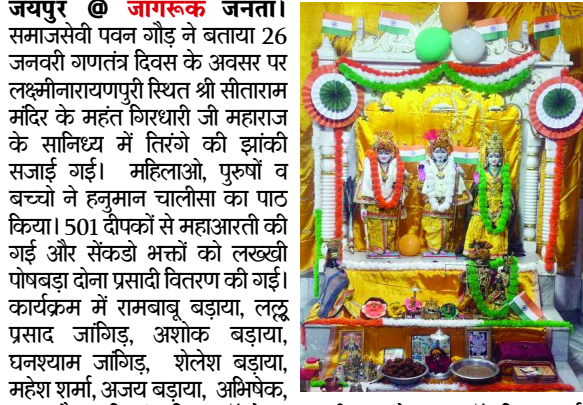 जयपुर @ जागरूक जनता।
समाजसेवी पवन गौड़ ने बताया 26
जनवरी गणतंत्र दिवस के अवसर पर
लक्ष्मीनारायणपुरी स्थित श्री सीताराम
मंदिर के महंत गिरधारी जी महाराज
के सानिध्य में तिरंगे की झांकी
सजाई गई। महिलाओ, पुरुषों व
बच्चो ने हनुमान चालीसा का पाठ
किया। 501 दीपकों से महाआरती की
गई और सेंकडो भक्तों को लख्खी
पोषबड़ा दोना प्रसादी वितरण की गई।
कार्यक्रम में रामबाबू बड़ाया, लल्लू
प्रसाद जांगिड़, अशोक बड़ाया,
घनश्याम जांगिड़, शेलेश बड़ाया,
महेश शर्मा, अजय बड़ाया, अभिषेक,